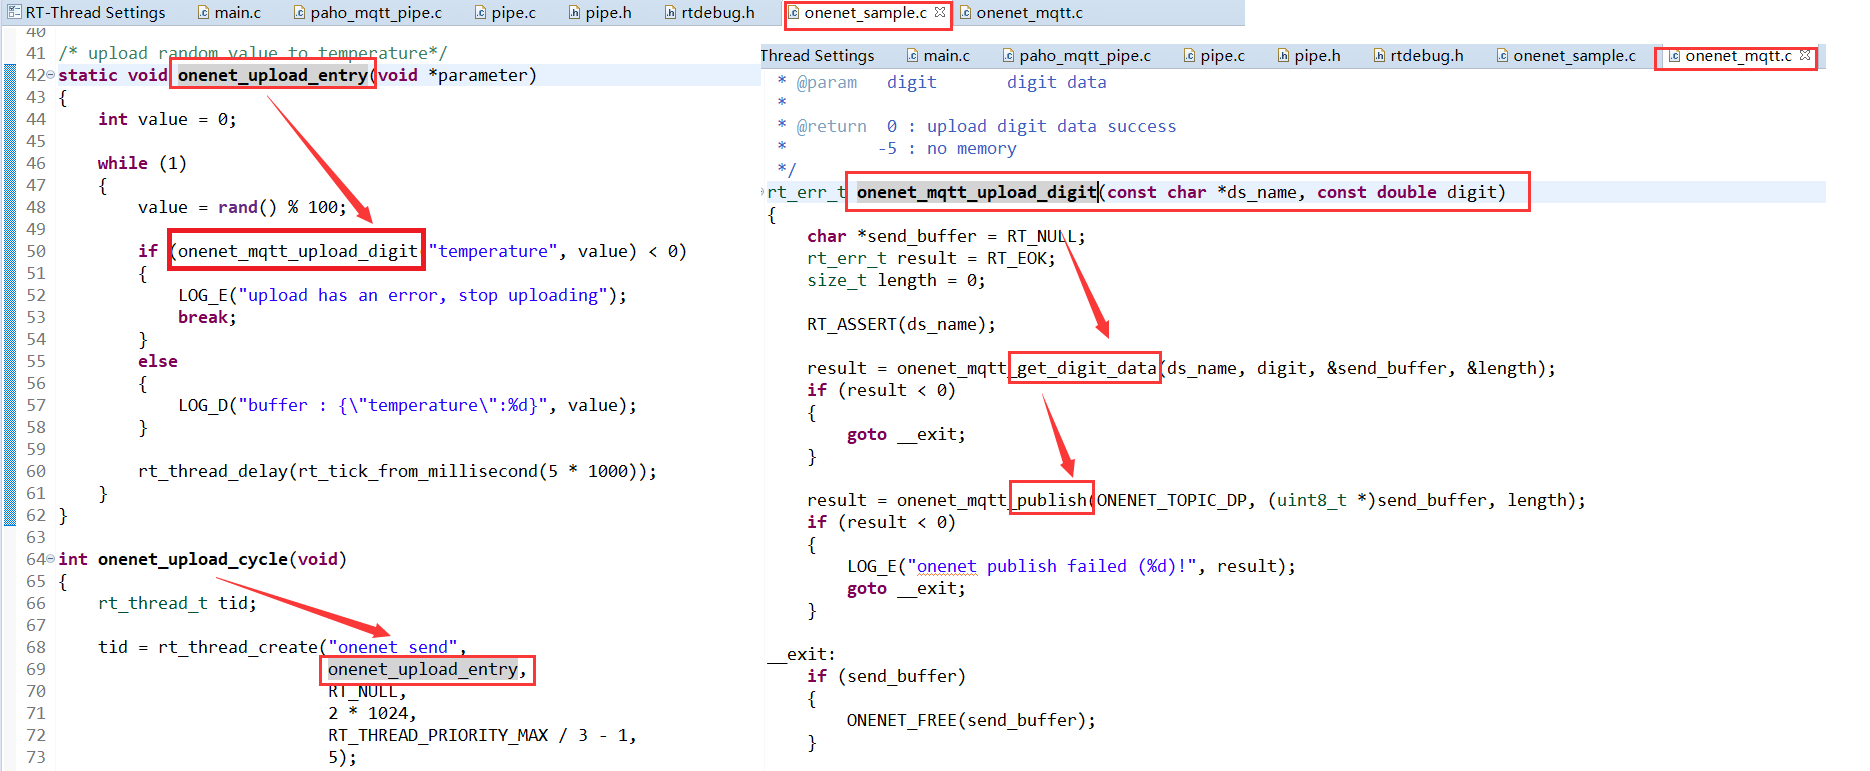 RT-Thread Settings main.c paho_mqtt_pipe.c pipe.c pipe.h rtdebug.h onenet_sample.c onenet_mqtt.c
40
41 /* upload random value to temperature*/
42 static void onenet_upload_entry(void *parameter)
43 {
44 int value = 0;
45
46 while (1)
47 {
48 value = rand() % 100;
49
50 if (onenet_mqtt_upload_digit("temperature", value) < 0)
51 {
52 LOG_E("upload has an error, stop uploading");
53 break;
54 }
55 else
56 {
57 LOG_D("buffer : {\"temperature\":%d}", value);
58 }
59
60 rt_thread_delay(rt_tick_from_millisecond(5 * 1000));
61 }
62 }
63
64 int onenet_upload_cycle(void)
65 {
66 rt_thread_t tid;
67
68 tid = rt_thread_create("onenet_send",
69 onenet_upload_entry,
70 RT_NULL,
71 2 * 1024,
72 RT_THREAD_PRIORITY_MAX / 3 - 1,
73 5);
Thread Settings main.c paho_mqtt_pipe.c pipe.c pipe.h rtdebug.h onenet_sample.c onenet_mqtt.c
* @param digit digit data
*
* @return 0 : upload digit data success
* -5 : no memory
*/
rt_err_t onenet_mqtt_upload_digit(const char *ds_name, const double digit)
{
char *send_buffer = RT_NULL;
rt_err_t result = RT_EOK;
size_t length = 0;
RT_ASSERT(ds_name);
result = onenet_mqtt_get_digit_data(ds_name, digit, &send_buffer, &length);
if (result < 0)
{
goto __exit;
}
result = onenet_mqtt_publish(ONENET_TOPIC_DP, (uint8_t *)send_buffer, length);
if (result < 0)
{
LOG_E("onenet publish failed (%d)!", result);
goto __exit;
}
__exit:
if (send_buffer)
{
ONENET_FREE(send_buffer);
}